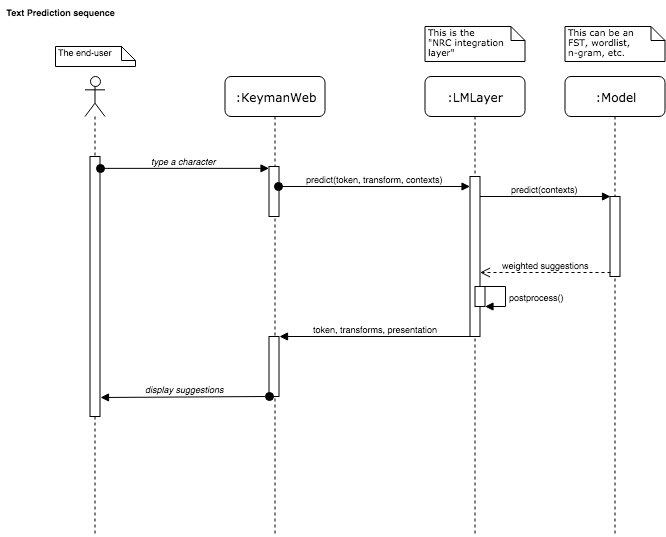 Text Prediction sequence
The end-user
This is the
"NRC integration
layer"
This can be an
FST, wordlist,
n-gram, etc.
:KeymanWeb
:LMLayer
:Model
type a character
predict(token, transform, contexts)
predict(contexts)
weighted suggestions
postprocess()
token, transforms, presentation
display suggestions